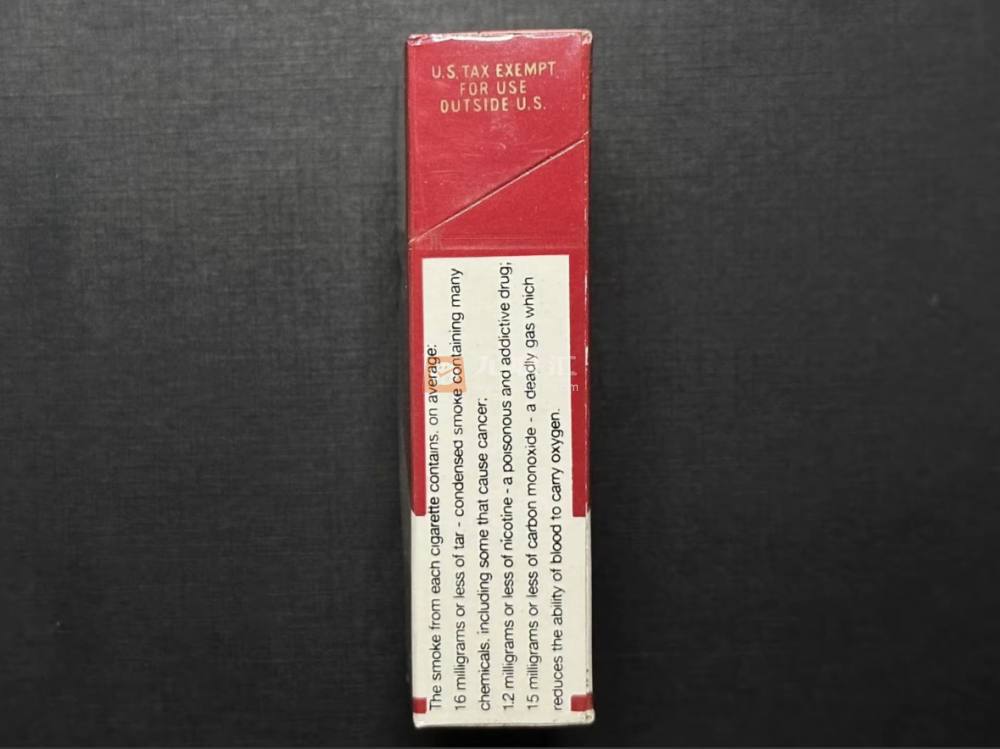 U.S. TAX EXEMPT
FOR USE
OUTSIDE U.S.
The smoke from each cigarette contains, on average:
16 milligrams or less of tar - condensed smoke containing many
chemicals, including some that cause cancer;
1.2 milligrams or less of nicotine - a poisonous and addictive drug;
15 milligrams or less of carbon monoxide - a deadly gas which
reduces the ability of blood to carry oxygen.